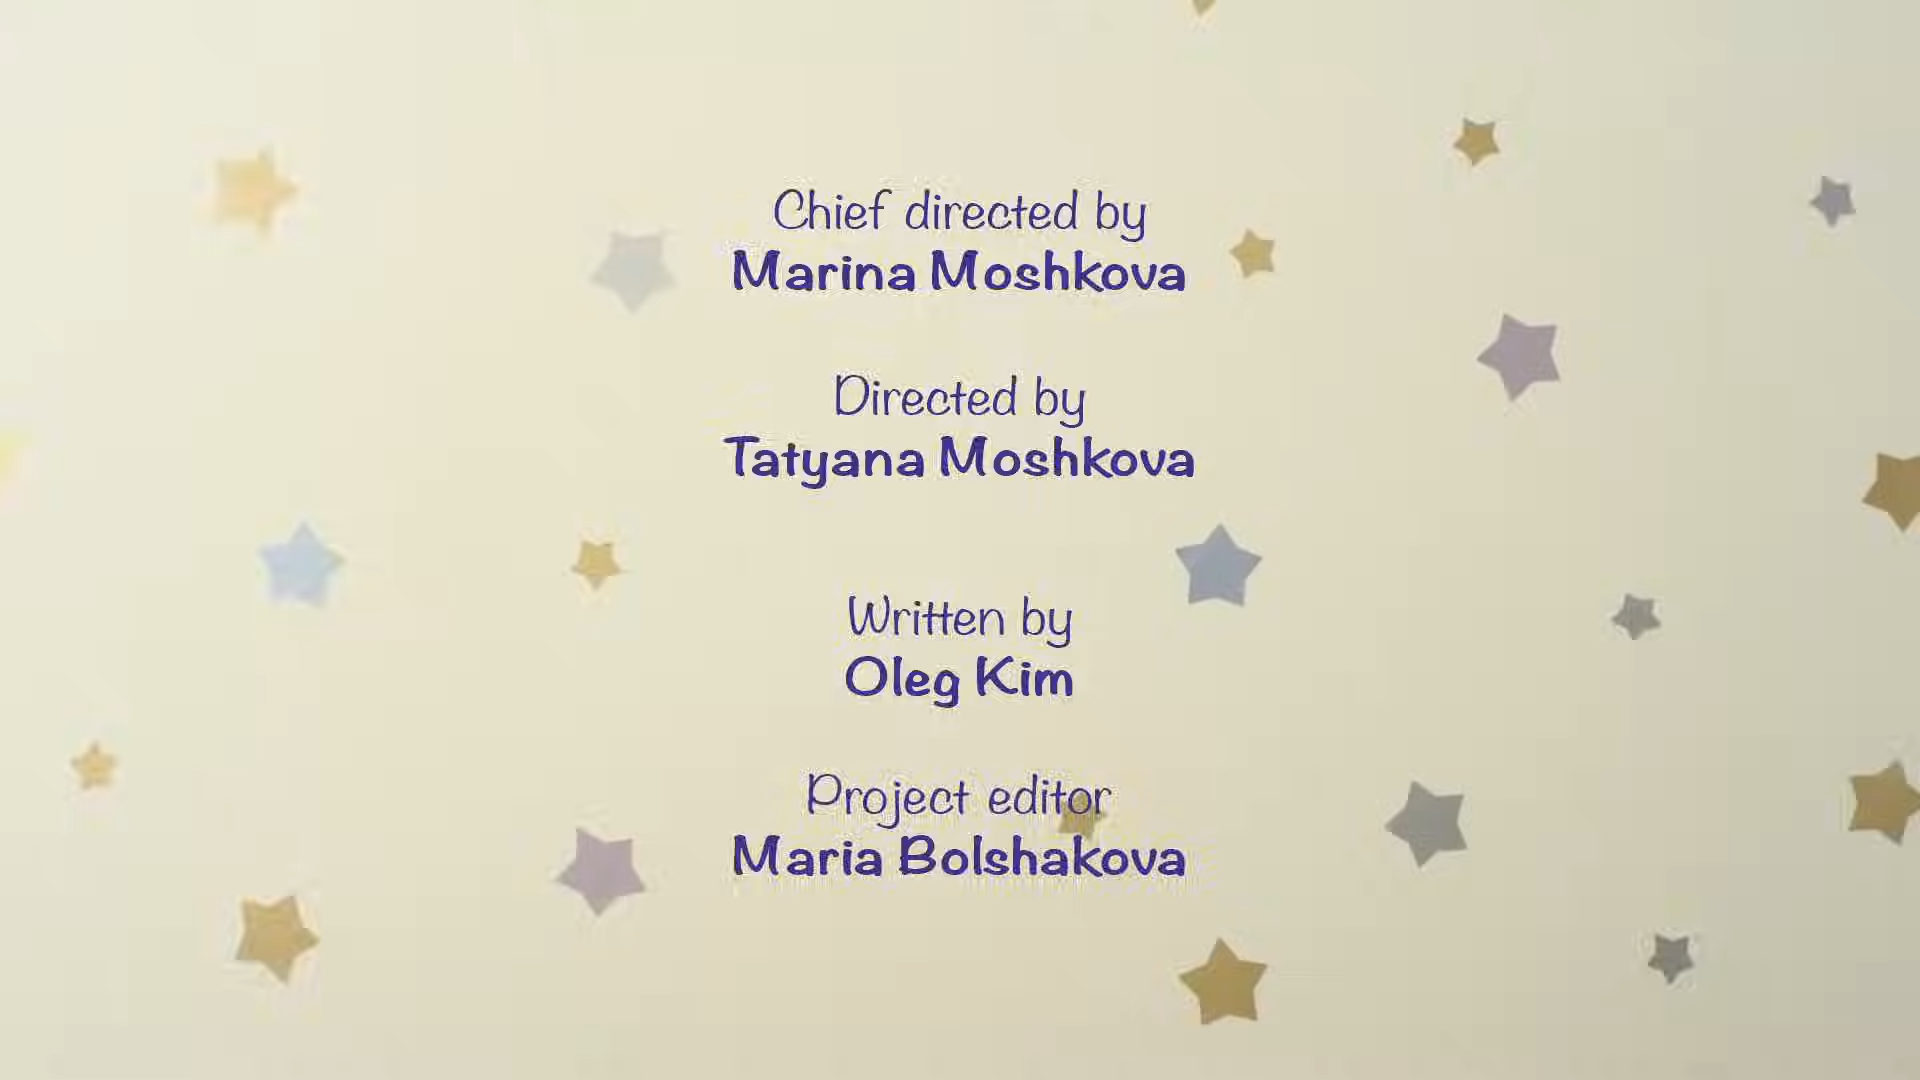 Chief directed by
Marina Moshkova
Directed by
Tatyana Moshkova
Written by
Oleg Kim
Project editor
Maria Bolshakova